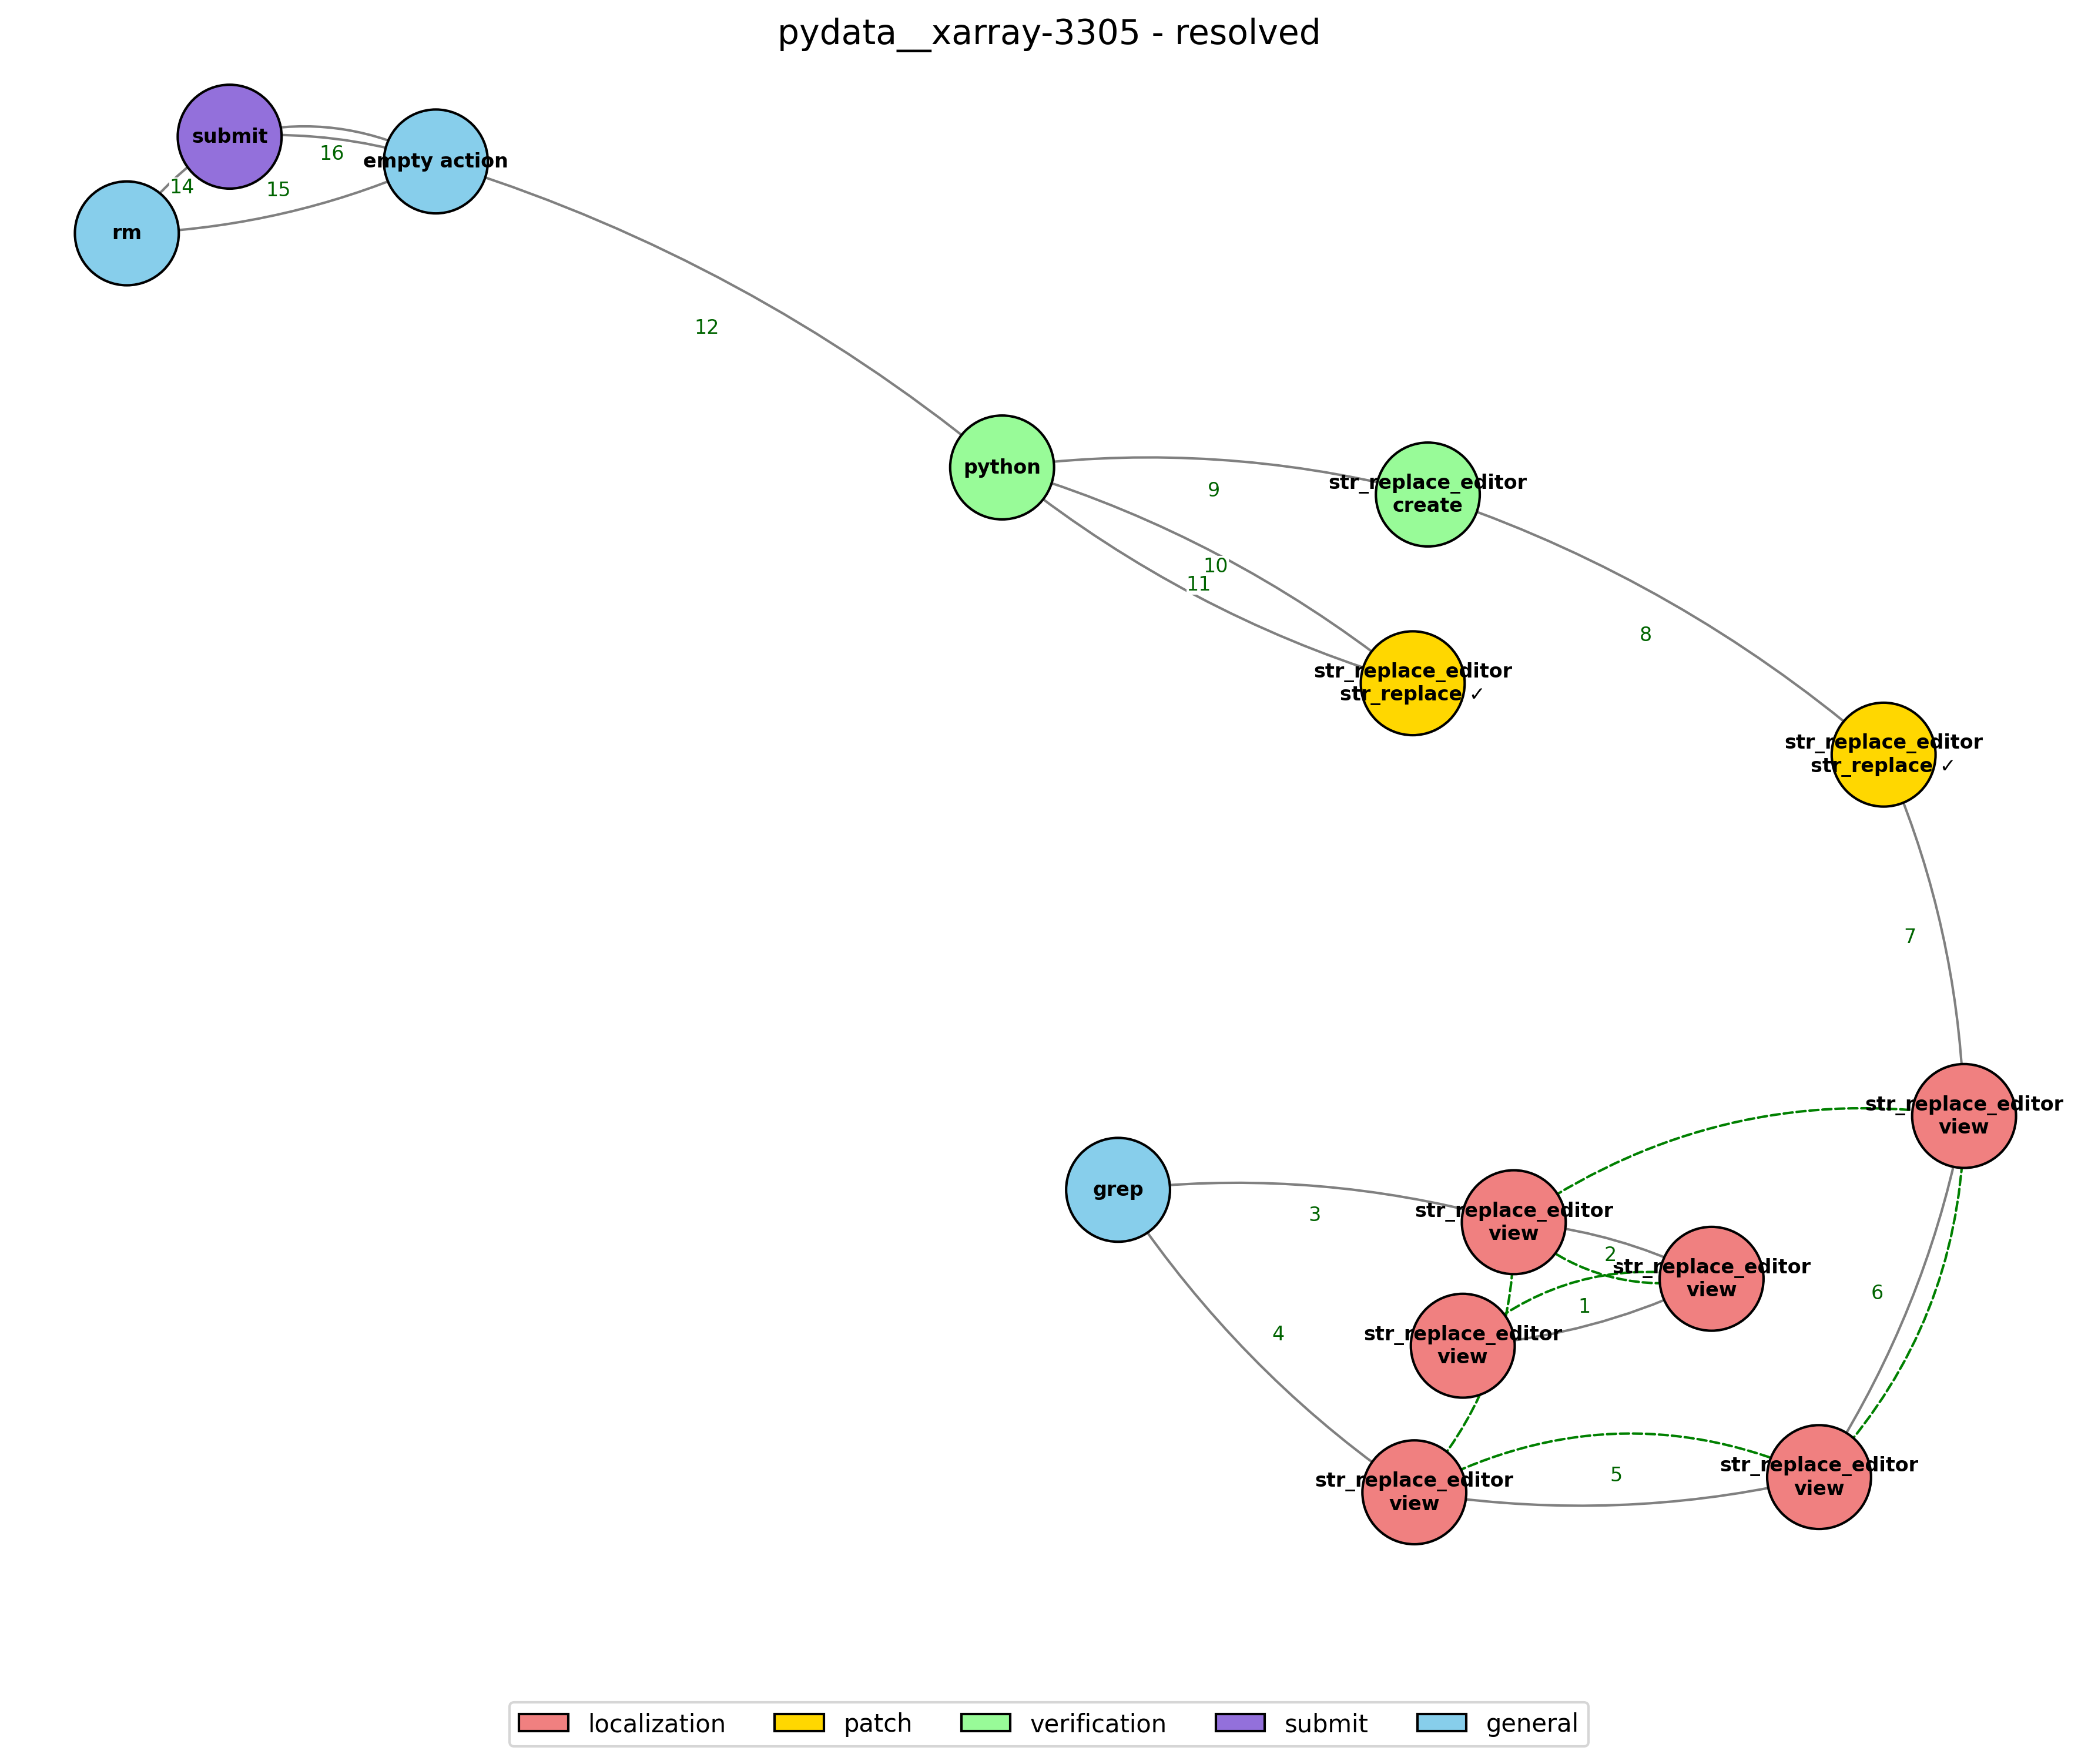 pydata__xarray-3305 - resolved
submit
empty action
16
14
15
rm
12
python
str_replace_editor
create
9
10
11
8
str_replace_editor
str_replace ✓
str_replace_editor
str_replace ✓
7
str_replace_editor
view
grep
3
str_replace_editor
view
2
str_replace_editor
view
1
6
4
str_replace_editor
view
5
str_replace_editor
view
str_replace_editor
view
localization
patch
verification
submit
general